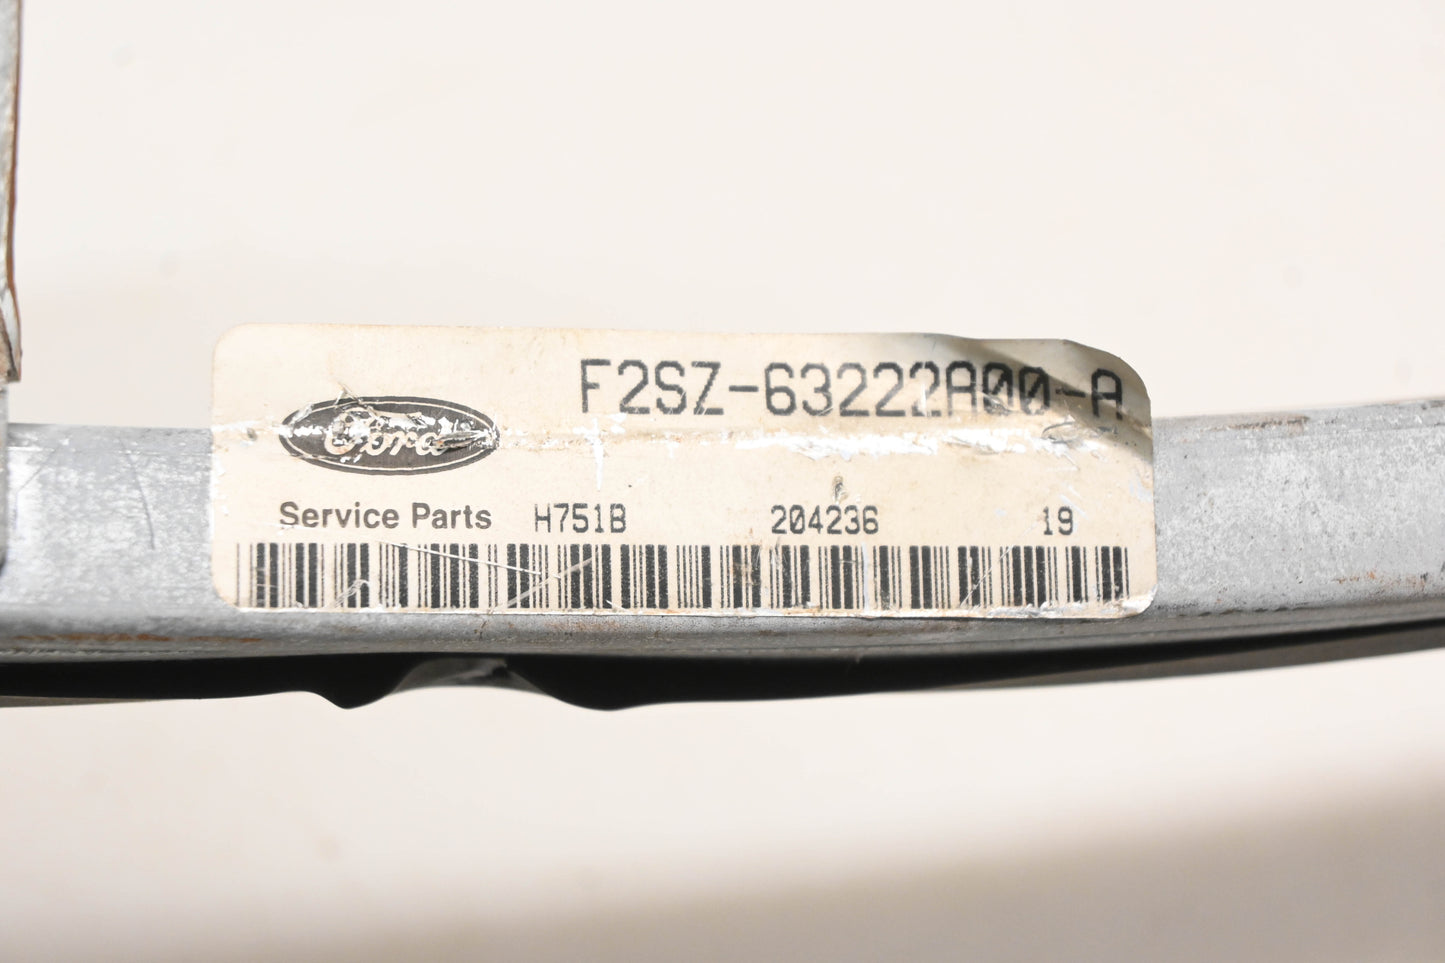 F2SZ-63222A00-A
Ford
Service Parts H751B 204236 19